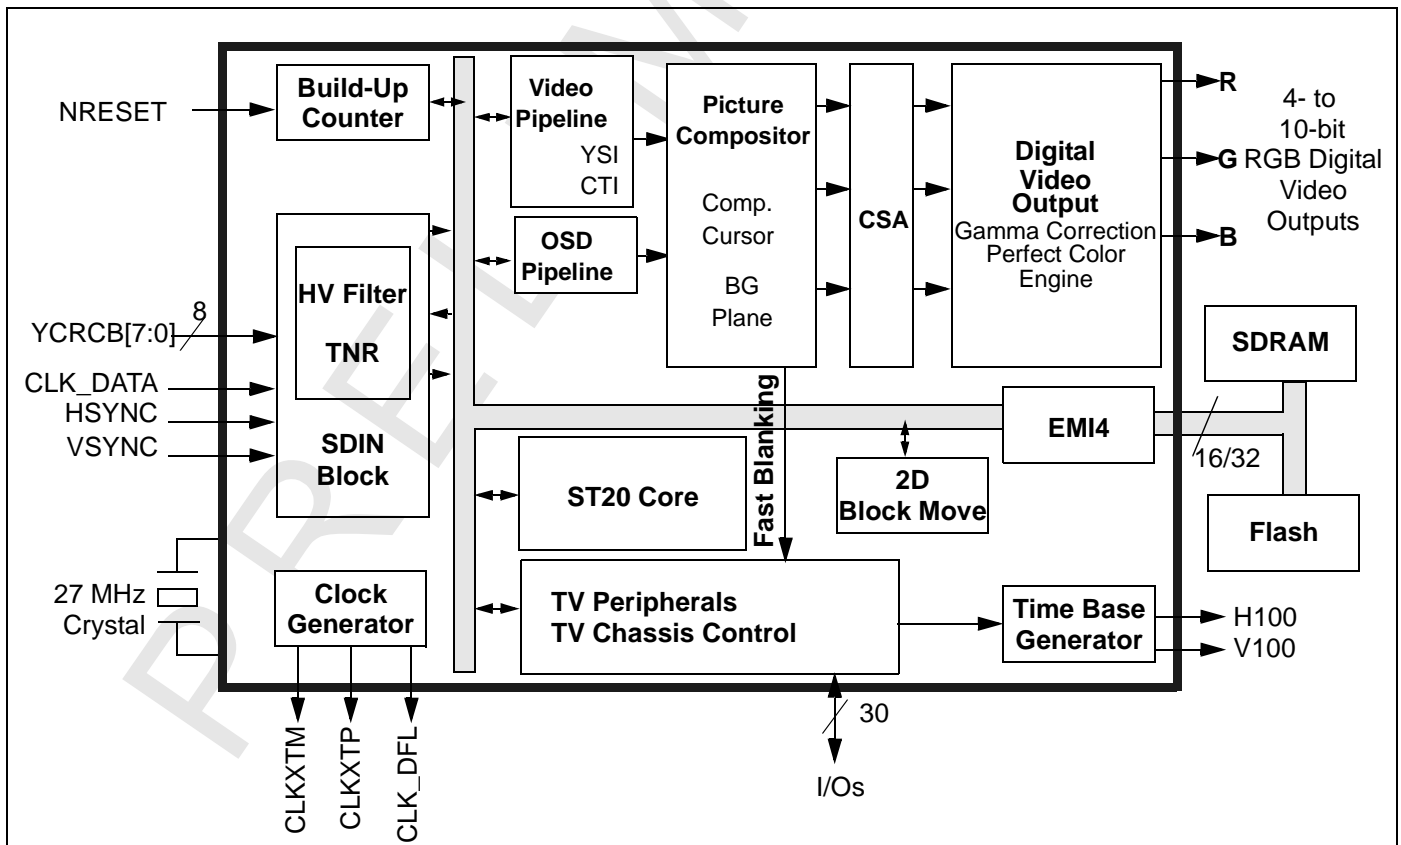 NRESET
Build-Up
Counter
Video
Pipeline
YSI
CTI
Picture
Compositor
Comp.
Cursor
BG
Plane
CSA
Digital
Video
Output
Gamma Correction
Perfect Color
Engine
R
G
B
4- to
10-bit
RGB Digital
Video
Outputs
OSD
Pipeline
HV Filter
TNR
SDIN
Block
YCRCB[7:0]
8
CLK_DATA
HSYNC
VSYNC
SDRAM
EMI4
16/32
Flash
Fast Blanking
ST20 Core
2D
Block Move
27 MHz
Crystal
Clock
Generator
TV Peripherals
TV Chassis Control
Time Base
Generator
H100
V100
CLKXTM
CLKXTP
CLK_DFL
30
I/Os